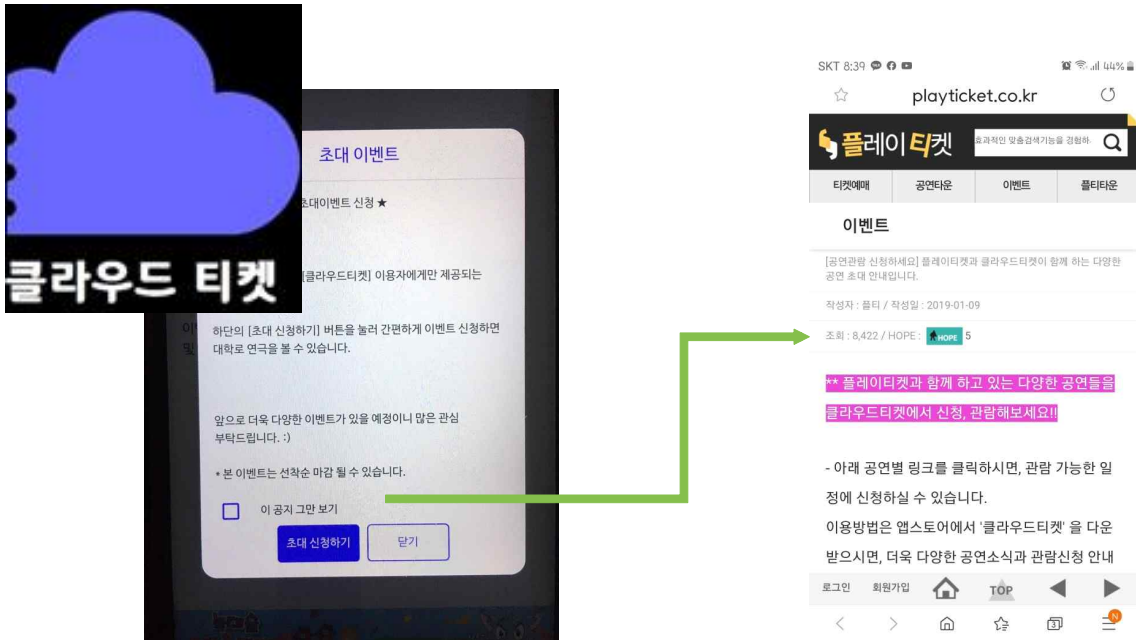 클라우드 티켓
초대 이벤트
초대이벤트 신청 ★
[클라우드티켓] 이용자에게만 제공되는
하단의 [초대 신청하기] 버튼을 눌러 간편하게 이벤트 신청하면
대학로 연극을 볼 수 있습니다.
앞으로 더욱 다양한 이벤트가 있을 예정이니 많은 관심
부탁드립니다. :)
* 본 이벤트는 선착순 마감 될 수 있습니다.
이 공지 그만 보기
초대 신청하기
닫기
SKT 8:39
44%
playticket.co.kr
플레이티켓
효과적인 맞춤검색기능을 경험하.
티켓예매 공연타운 이벤트 플티타운
이벤트
[공연관람 신청하세요] 플레이티켓과 클라우드티켓이 함께 하는 다양한
공연 초대 안내입니다.
작성자 : 플티 / 작성일 : 2019-01-09
조회 : 8,422 / HOPE : HOPE 5
** 플레이티켓과 함께 하고 있는 다양한 공연들을
클라우드티켓에서 신청, 관람해보세요!!
- 아래 공연별 링크를 클릭하시면, 관람 가능한 일
정에 신청하실 수 있습니다.
이용방법은 앱스토어에서 '클라우드티켓' 을 다운
받으시면, 더욱 다양한 공연소식과 관람신청 안내
로그인 회원가입 TOP
3 N